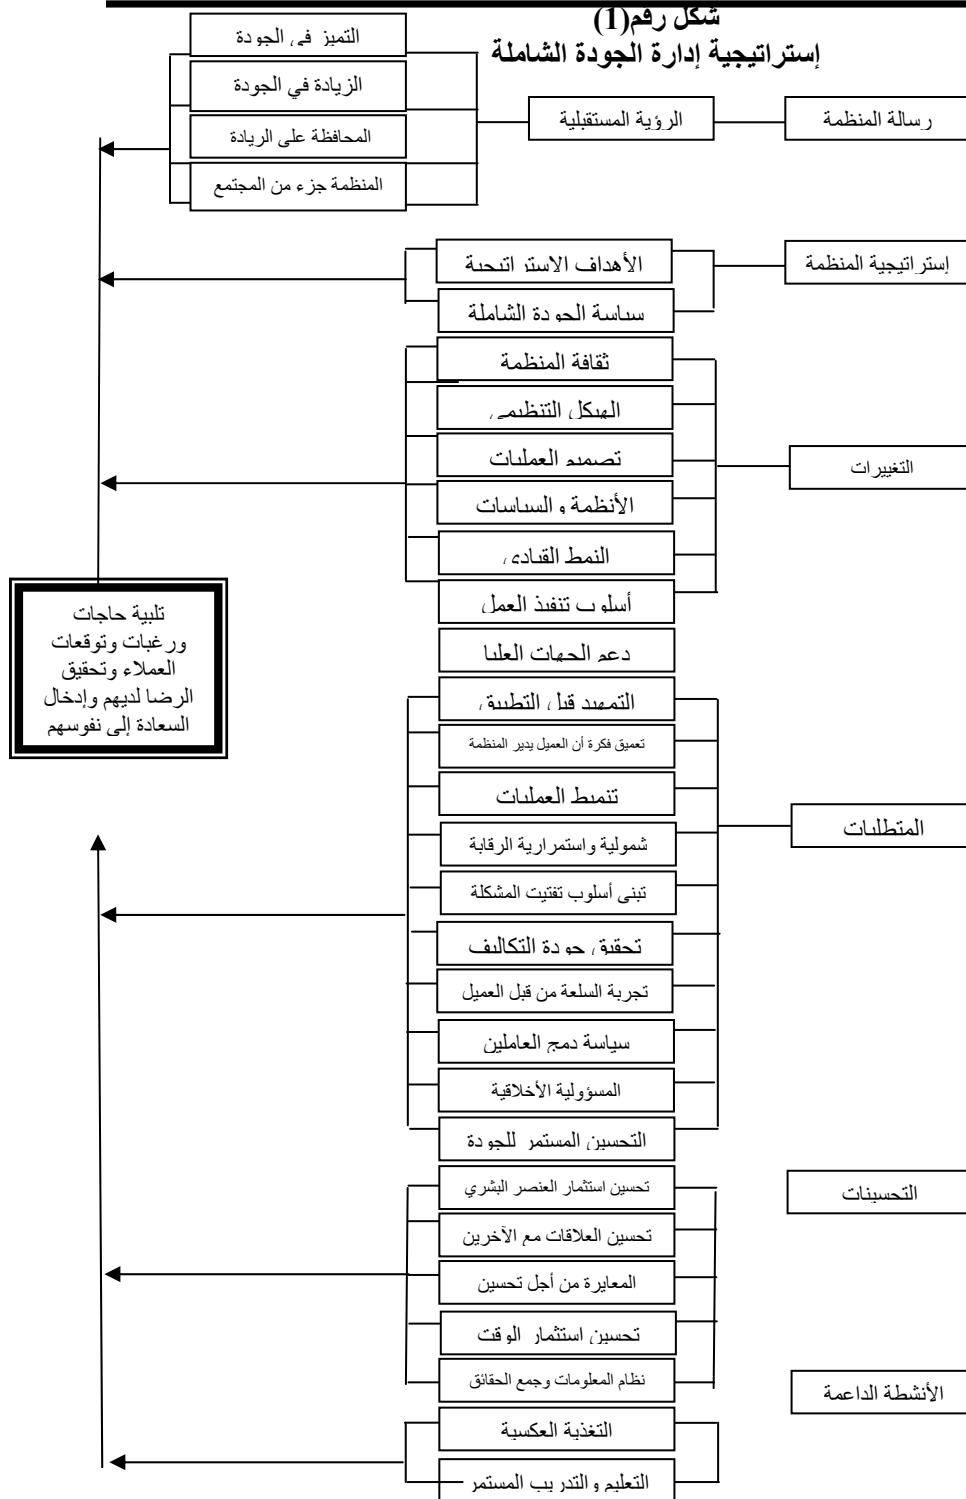 شكل رقم(1)
إستراتيجية إدارة الجودة الشاملة
رسالة المنظمة
الرؤية المستقبلية
التميز في الجودة
الزيادة في الجودة
المحافظة على الريادة
المنظمة جزء من المجتمع
إستراتيجية المنظمة
الأهداف الاستراتيجية
سياسة الجودة الشاملة
التغييرات
ثقافة المنظمة
الهيكل التنظيمي
تصميم العمليات
الأنظمة والسياسات
النمط القيادي
أسلوب تنفيذ العمل
المتطلبات
دعم الجهات العليا
التمهيد قبل التطبيق
تعميق فكرة أن العميل يدير المنظمة
تنميط العمليات
شمولية واستمرارية الرقابة
تبنى أسلوب تفتيت المشكلة
تحقيق جودة التكاليف
تجربة السلعة من قبل العميل
سياسة دمج العاملين
المسؤولية الأخلاقية
التحسين المستمر للجودة
التحسينات
تحسين استثمار العنصر البشري
تحسين العلاقات مع الآخرين
المعايرة من أجل تحسين
تحسين استثمار الوقت
نظام المعلومات وجمع الحقائق
الأنشطة الداعمة
التغذية العكسية
التعليم والتدريب المستمر
تلبية حاجات
ورغبات وتوقعات
العملاء وتحقيق
الرضا لديهم وإدخال
السعادة إلى نفوسهم